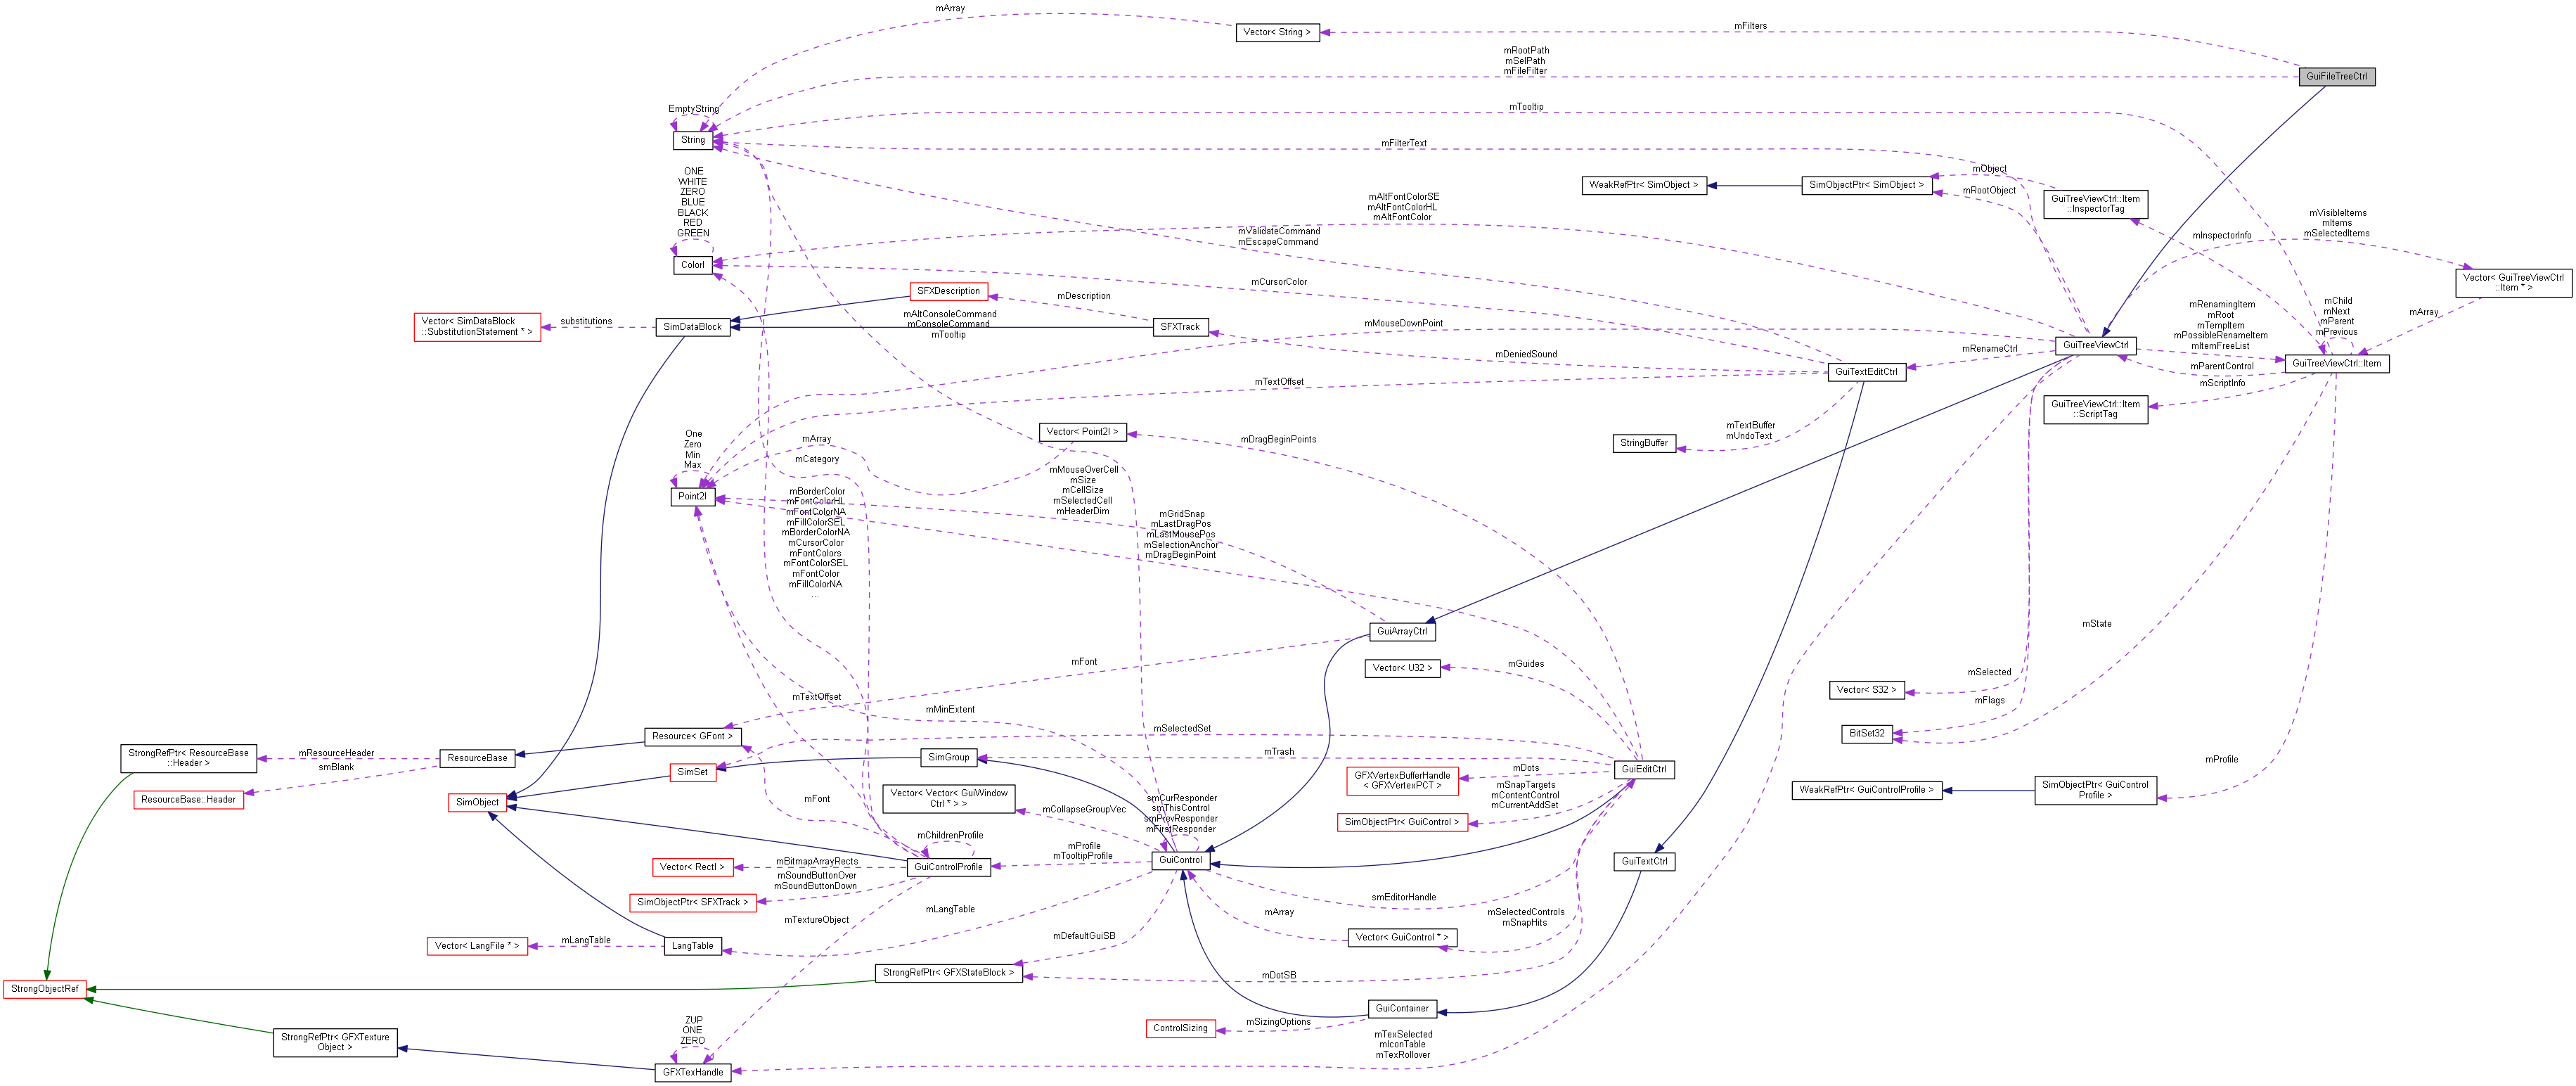 mArray
Vector< String >
mFilters
mRootPath
mSelPath
mFileFilter
GuiFileTreeCtrl
EmptyString
String
mTooltip
mFilterText
ONE
WHITE
ZERO
BLUE
BLACK
RED
GREEN
ColorI
mAltFontColorSE
mAltFontColorHL
mAltFontColor
mValidateCommand
mEscapeCommand
WeakRefPtr< SimObject >
SimObjectPtr< SimObject >
mObject
mRootObject
GuiTreeViewCtrl::Item
::InspectorTag
mInspectorInfo
mVisibleItems
mItems
mSelectedItems
Vector< GuiTreeViewCtrl
::Item * >
mArray
SFXDescription
mDescription
mCursorColor
Vector< SimDataBlock
::SubstitutionStatement * >
substitutions
SimDataBlock
mAltConsoleCommand
mConsoleCommand
mTooltip
SFXTrack
mMouseDownPoint
mDeniedSound
mRenameCtrl
GuiTreeViewCtrl
mRenamingItem
mRoot
mTempItem
mPossibleRenameItem
mItemFreeList
mChild
mNext
mParent
mPrevious
GuiTreeViewCtrl::Item
mParentControl
mScriptInfo
GuiTreeViewCtrl::Item
::ScriptTag
GuiTextEditCtrl
mTextOffset
mTextBuffer
mUndoText
StringBuffer
Vector< Point2I >
mArray
mDragBeginPoints
One
Zero
Min
Max
Point2I
mCategory
mMouseOverCell
mSize
mCellSize
mSelectedCell
mHeaderDim
mBorderColor
mFontColorHL
mFontColorNA
mFillColorSEL
mBorderColorNA
mCursorColor
mFontColors
mFontColorSEL
mFontColor
mFillColorNA
...
mGridSnap
mLastDragPos
mLastMousePos
mSelectionAnchor
mDragBeginPoint
GuiArrayCtrl
mState
mFont
Vector< U32 >
mGuides
mSelected
Vector< S32 >
mFlags
BitSet32
mTextOffset
mMinExtent
mSelectedSet
mTrash
Resource< GFont >
StrongRefPtr< ResourceBase
::Header >
mResourceHeader
smBlank
ResourceBase
ResourceBase::Header
SimGroup
SimSet
SimObject
mFont
Vector< Vector< GuiWindow
Ctrl * > >
mCollapseGroupVec
smCurResponder
smThisControl
smPrevResponder
mFirstResponder
GuiEditCtrl
GFXVertexBufferHandle
< GFXVertexPCT >
mDots
mSnapTargets
mContentControl
mCurrentAddSet
SimObjectPtr< GuiControl >
WeakRefPtr< GuiControlProfile >
SimObjectPtr< GuiControl
Profile >
mProfile
mChildrenProfile
GuiControlProfile
mProfile
mTooltipProfile
GuiControl
GuiTextCtrl
Vector< RectI >
mBitmapArrayRects
mSoundButtonOver
mSoundButtonDown
SimObjectPtr< SFXTrack >
smEditorHandle
mTextureObject
mLangTable
mArray
mSelectedControls
mSnapHits
Vector< GuiControl * >
Vector< LangFile * >
mLangTable
LangTable
mDefaultGuiSB
StrongRefPtr< GFXStateBlock >
mDotSB
StrongObjectRef
GuiContainer
ControlSizing
mSizingOptions
StrongRefPtr< GFXTexture
Object >
ZUP
ONE
ZERO
GFXTexHandle
mTexSelected
mIconTable
mTexRollover